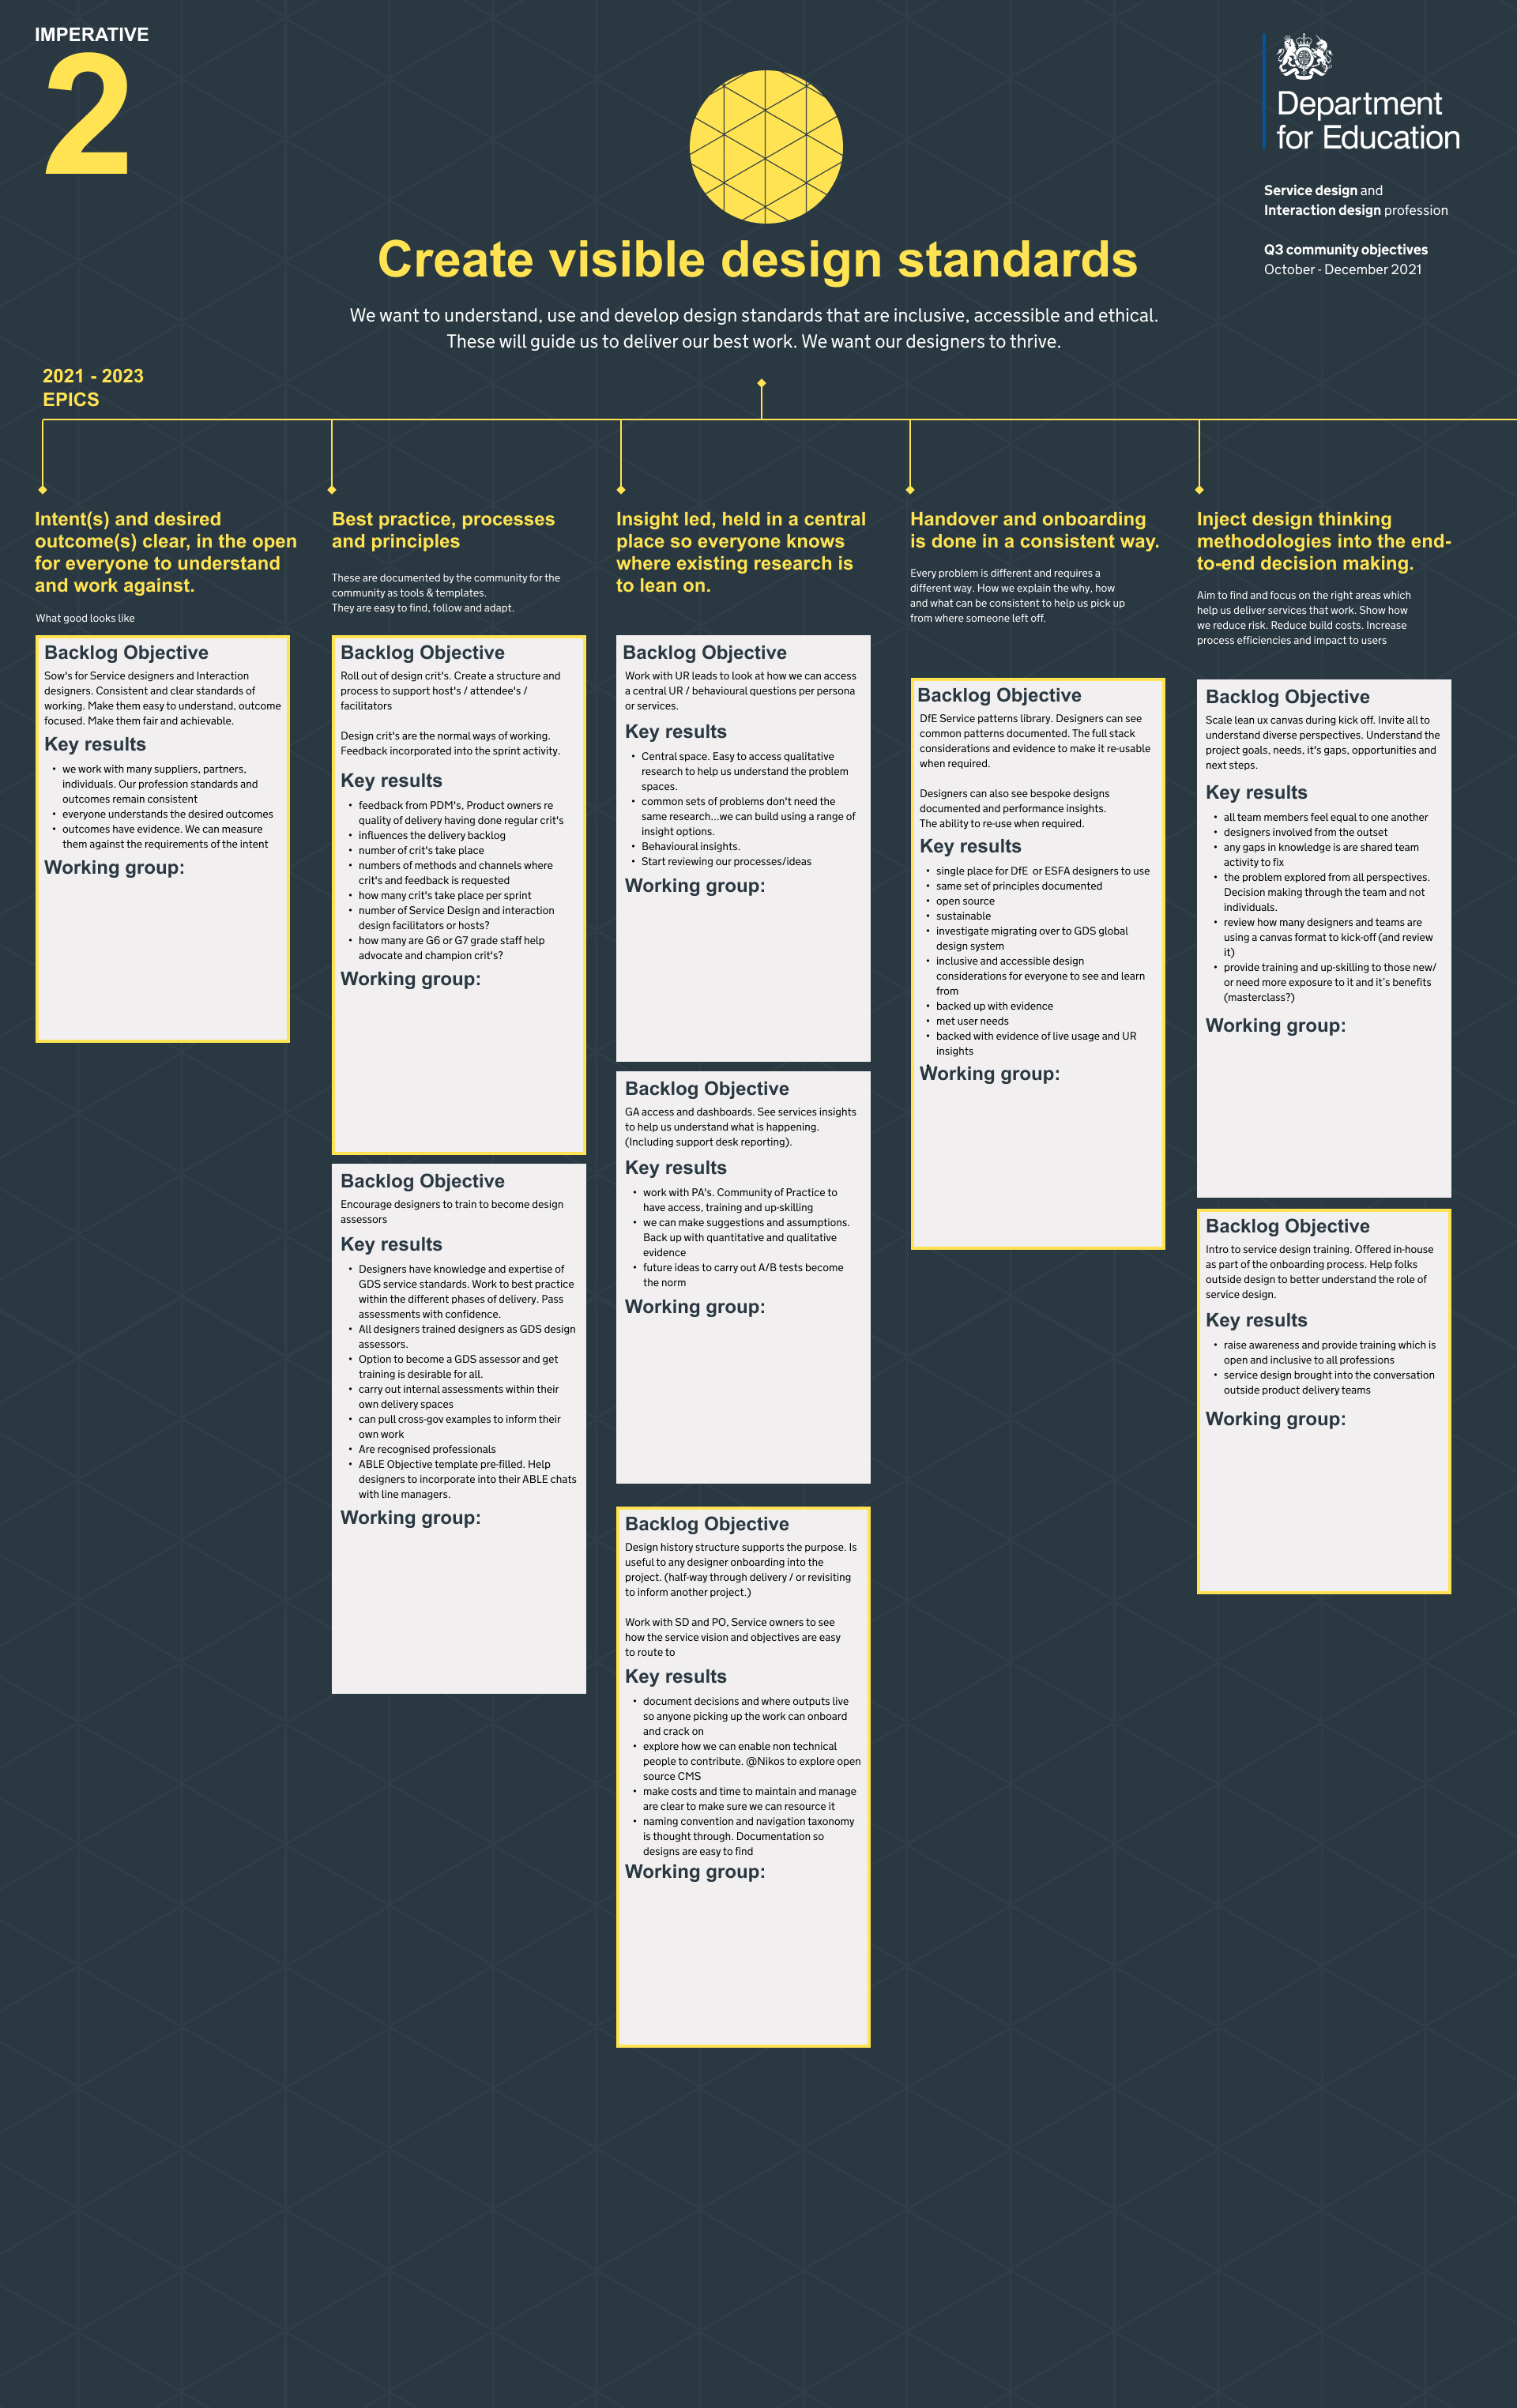 IMPERATIVE
2
Department
for Education
Service design and
Interaction design profession
Q3 community objectives
October - December 2021
Create visible design standards
We want to understand, use and develop design standards that are inclusive, accessible and ethical.
These will guide us to deliver our best work. We want our designers to thrive.
2021 - 2023
EPICS
Intent(s) and desired
outcome(s) clear, in the open
for everyone to understand
and work against.
What good looks like
Backlog Objective
Sow's for Service designers and Interaction
designers. Consistent and clear standards of
working. Make them easy to understand, outcome
focused. Make them fair and achievable.
Key results
• we work with many suppliers, partners,
individuals. Our profession standards and
outcomes remain consistent
• everyone understands the desired outcomes
• outcomes have evidence. We can measure
them against the requirements of the intent
Working group:
Best practice, processes
and principles
These are documented by the community for the
community as tools & templates.
They are easy to find, follow and adapt.
Backlog Objective
Roll out of design crit's. Create a structure and
process to support host's / attendee's /
facilitators
Design crit's are the normal ways of working.
Feedback incorporated into the sprint activity.
Key results
• feedback from PDM's, Product owners re
quality of delivery having done regular crit's
• influences the delivery backlog
• number of crit's take place
• numbers of methods and channels where
crit's and feedback is requested
• how many crit's take place per sprint
• number of Service Design and interaction
design facilitators or hosts?
• how many are G6 or G7 grade staff help
advocate and champion crit's?
Working group:
Backlog Objective
Encourage designers to train to become design
assessors
Key results
• Designers have knowledge and expertise of
GDS service standards. Work to best practice
within the different phases of delivery. Pass
assessments with confidence.
• All designers trained designers as GDS design
assessors.
• Option to become a GDS assessor and get
training is desirable for all.
• carry out internal assessments within their
own delivery spaces
• can pull cross-gov examples to inform their
own work
• Are recognised professionals
• ABLE Objective template pre-filled. Help
designers to incorporate into their ABLE chats
with line managers.
Working group:
Insight led, held in a central
place so everyone knows
where existing research is
to lean on.
Backlog Objective
Work with UR leads to look at how we can access
a central UR / behavioural questions per persona
or services.
Key results
• Central space. Easy to access qualitative
research to help us understand the problem
spaces.
• common sets of problems don't need the
same research...we can build using a range of
insight options.
• Behavioural insights.
• Start reviewing our processes/ideas
Working group:
Backlog Objective
GA access and dashboards. See services insights
to help us understand what is happening.
(Including support desk reporting).
Key results
• work with PA's. Community of Practice to
have access, training and up-skilling
• we can make suggestions and assumptions.
Back up with quantitative and qualitative
evidence
• future ideas to carry out A/B tests become
the norm
Working group:
Backlog Objective
Design history structure supports the purpose. Is
useful to any designer onboarding into the
project. (half-way through delivery / or revisiting
to inform another project.)
Work with SD and PO, Service owners to see
how the service vision and objectives are easy
to route to
Key results
• document decisions and where outputs live
so anyone picking up the work can onboard
and crack on
• explore how we can enable non technical
people to contribute. @Nikos to explore open
source CMS
• make costs and time to maintain and manage
are clear to make sure we can resource it
• naming convention and navigation taxonomy
is thought through. Documentation so
designs are easy to find
Working group:
Handover and onboarding
is done in a consistent way.
Every problem is different and requires a
different way. How we explain the why, how
and what can be consistent to help us pick up
from where someone left off.
Backlog Objective
DfE Service patterns library. Designers can see
common patterns documented. The full stack
considerations and evidence to make it re-usable
when required.
Designers can also see bespoke designs
documented and performance insights.
The ability to re-use when required.
Key results
• single place for DfE or ESFA designers to use
• same set of principles documented
• open source
• sustainable
• investigate migrating over to GDS global
design system
• inclusive and accessible design
considerations for everyone to see and learn
from
• backed up with evidence
• met user needs
• backed with evidence of live usage and UR
insights
Working group:
Inject design thinking
methodologies into the end-
to-end decision making.
Aim to find and focus on the right areas which
help us deliver services that work. Show how
we reduce risk. Reduce build costs. Increase
process efficiencies and impact to users
Backlog Objective
Scale lean ux canvas during kick off. Invite all to
understand diverse perspectives. Understand the
project goals, needs, it's gaps, opportunities and
next steps.
Key results
• all team members feel equal to one another
• designers involved from the outset
• any gaps in knowledge is are shared team
activity to fix
• the problem explored from all perspectives.
Decision making through the team and not
individuals.
• review how many designers and teams are
using a canvas format to kick-off (and review
it)
• provide training and up-skilling to those new/
or need more exposure to it and it's benefits
(masterclass?)
Working group:
Backlog Objective
Intro to service design training. Offered in-house
as part of the onboarding process. Help folks
outside design to better understand the role of
service design.
Key results
• raise awareness and provide training which is
open and inclusive to all professions
• service design brought into the conversation
outside product delivery teams
Working group: